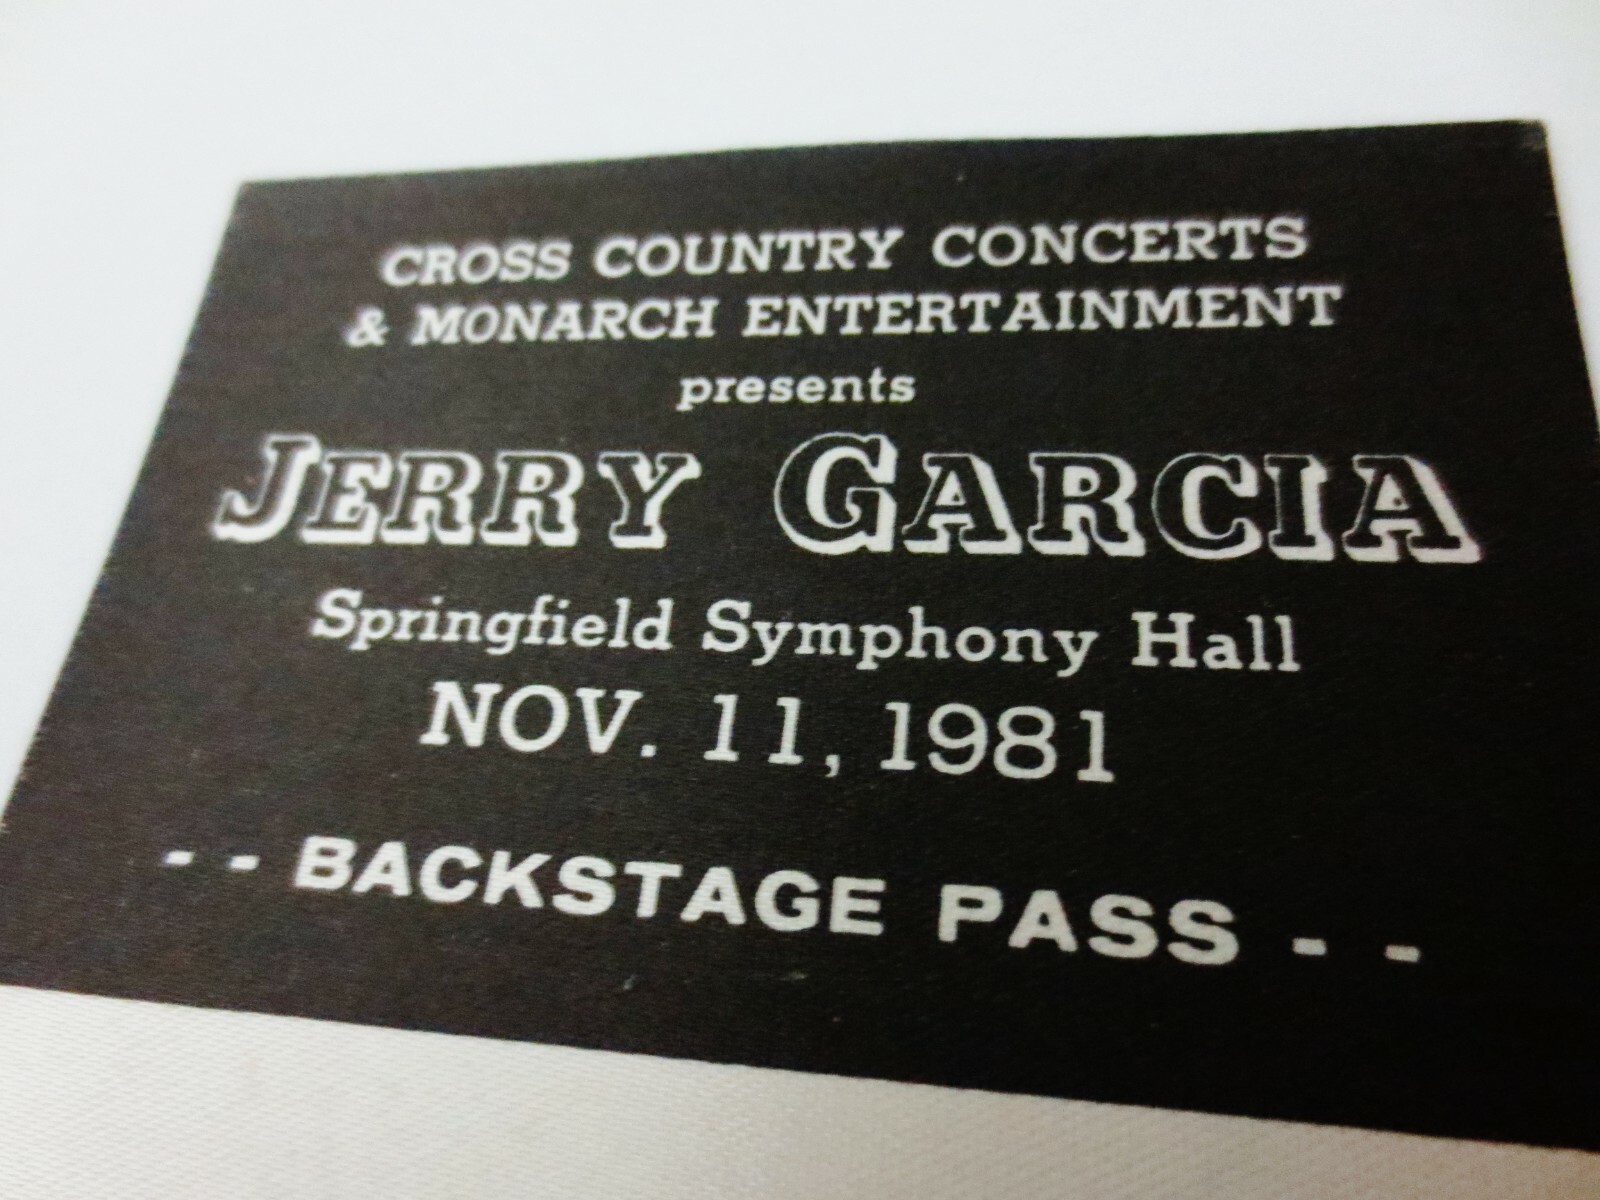 CROSS COUNTRY CONCERTS
& MONARCH ENTERTAINMENT
presents
JERRY GARCIA
Springfield Symphony Hall
NOV. 11, 1981
- - BACKSTAGE PASS - -